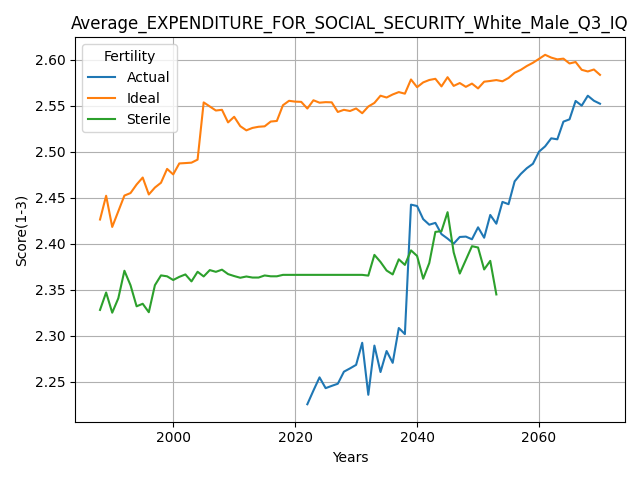 Average_EXPENDITURE_FOR_SOCIAL_SECURITY_White_Male_Q3_IQ
Fertility
Actual
Ideal
Sterile
2.60
2.55
2.50
2.45
2.40
2.35
2.30
2.25
Score(1-3)
2000
2020
2040
2060
Years